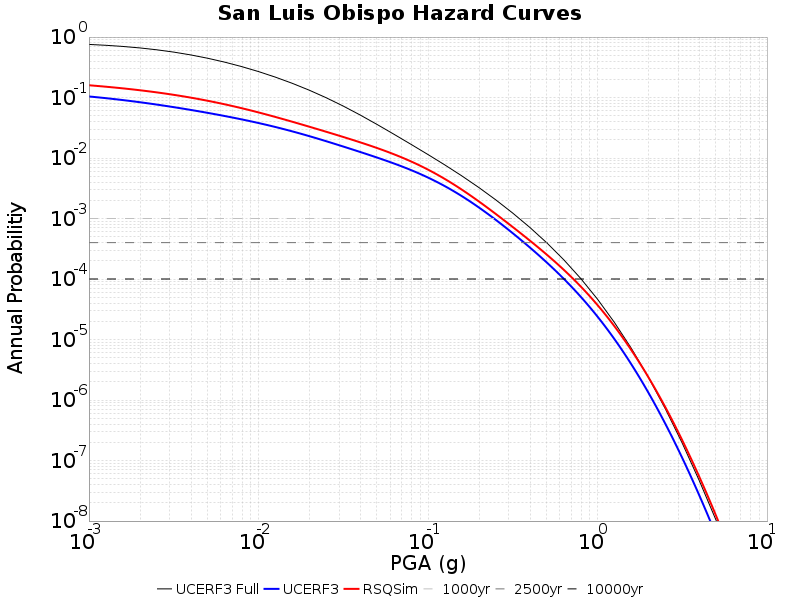 San Luis Obispo Hazard Curves
Annual Probabilitiy
10^0
10^-1
10^-2
10^-3
10^-4
10^-5
10^-6
10^-7
10^-8
10^-3 10^-2 10^-1 10^0 10^1
PGA (g)
UCERF3 Full UCERF3 RSQSim 1000yr 2500yr 10000yr